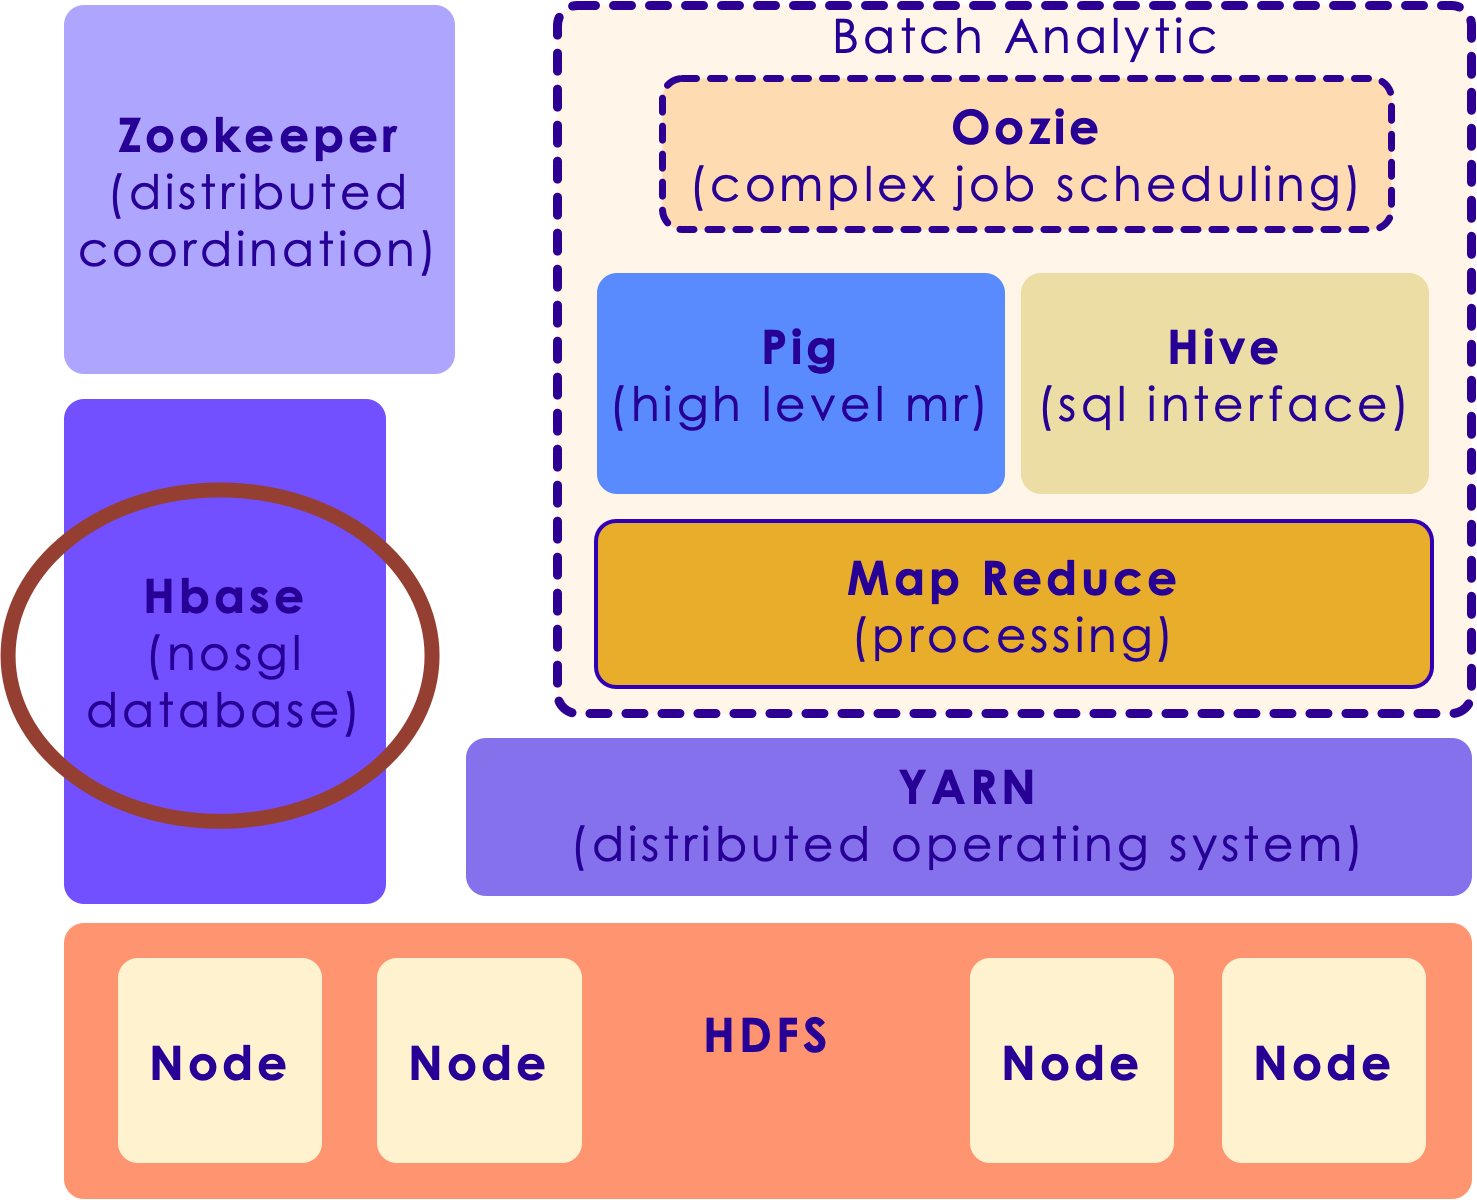 Zookeeper
(distributed
coordination)
Hbase
(nosgl
database)
Batch Analytic
Oozie
(complex job scheduling)
Pig
(high level mr)
Hive
(sql interface)
Map Reduce
(processing)
YARN
(distributed operating system)
Node
Node
HDFS
Node
Node